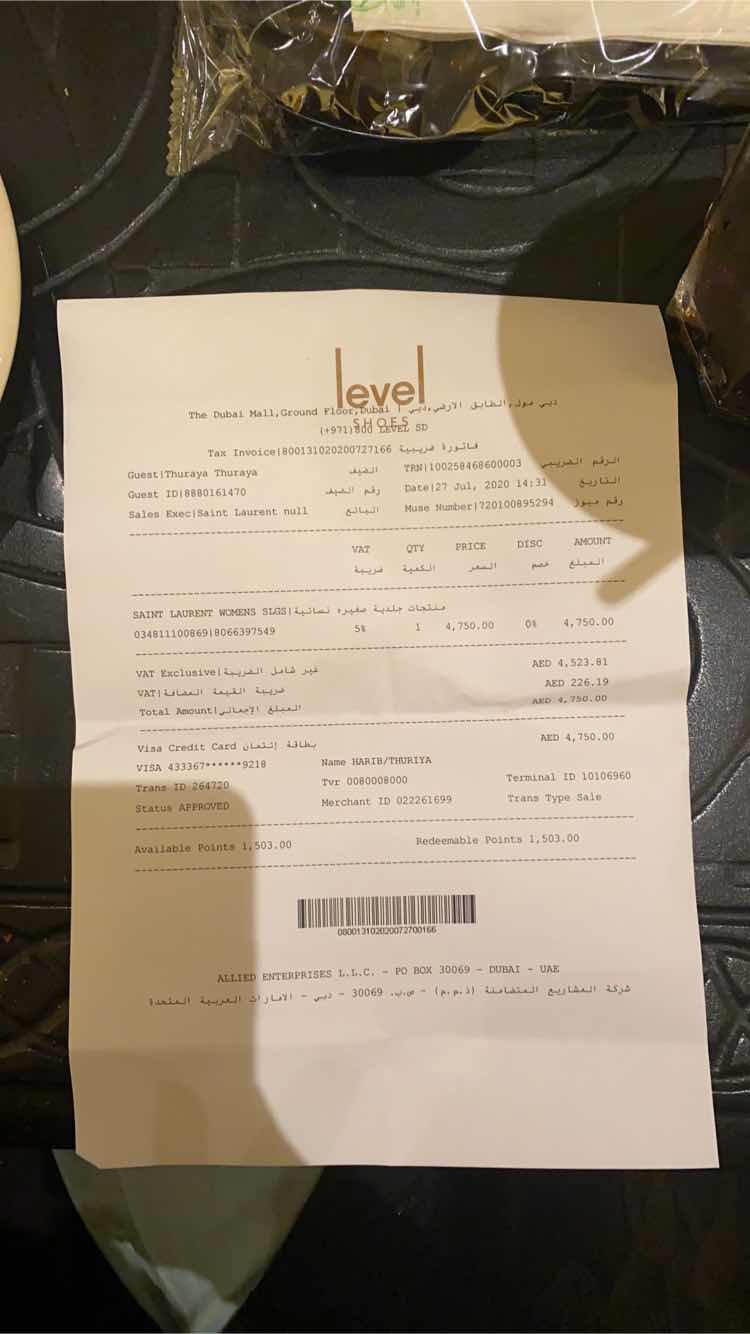 level
SHOES
The Dubai Mall,Ground Floor,Dubai | دبي مول,الطابق الارضي,دبي
(+971)800 LEVEL SD
Tax Invoice|800131020200727166 فاتورة ضريبية
Guest|Thuraya Thuraya الضيف TRN|100258468600003 الرقم الضريبي
Guest ID|8880161470 رقم الضيف Date|27 Jul, 2020 14:31 التاريخ
Sales Exec|Saint Laurent null البائع Muse Number|720100895294 رقم ميوز
VAT QTY PRICE DISC AMOUNT
ضريبة الكمية السعر خصم المبلغ
SAINT LAURENT WOMENS SLGS|منتجات جلدية صغيره نسائية
034811100869|8066397549 5% 1 4,750.00 0% 4,750.00
VAT Exclusive|غير شامل الضريبة AED 4,523.81
VAT|ضريبة القيمة المضافة AED 226.19
Total Amount|المبلغ الإجمالي AED 4,750.00
Visa Credit Card بطاقة إئتمان AED 4,750.00
VISA 433367******9218 Name HARIB/THURIYA
Trans ID 264720 Tvr 0080008000 Terminal ID 10106960
Status APPROVED Merchant ID 022261699 Trans Type Sale
Available Points 1,503.00 Redeemable Points 1,503.00
080013102020072700166
ALLIED ENTERPRISES L.L.C. - PO BOX 30069 - DUBAI - UAE
شركة المشاريع المتضامنة (ذ.م.م) - ص.ب. 30069 - دبي - الامارات العربية المتحدة